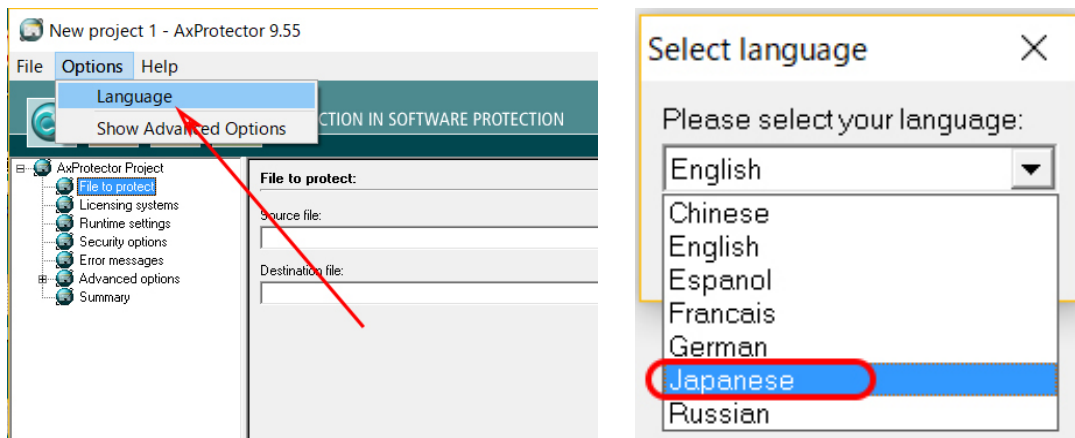 New project 1 - AxProtector 9.55
File Options Help
Language
Show Advanced Options
CTION IN SOFTWARE PROTECTION
AxProtector Project
File to protect
Licensing systems
Runtime settings
Security options
Error messages
Advanced options
Summary
File to protect:
Source file:
Destination file:
Select language
Please select your language:
English
Chinese
English
Espanol
Francais
German
Japanese
Russian